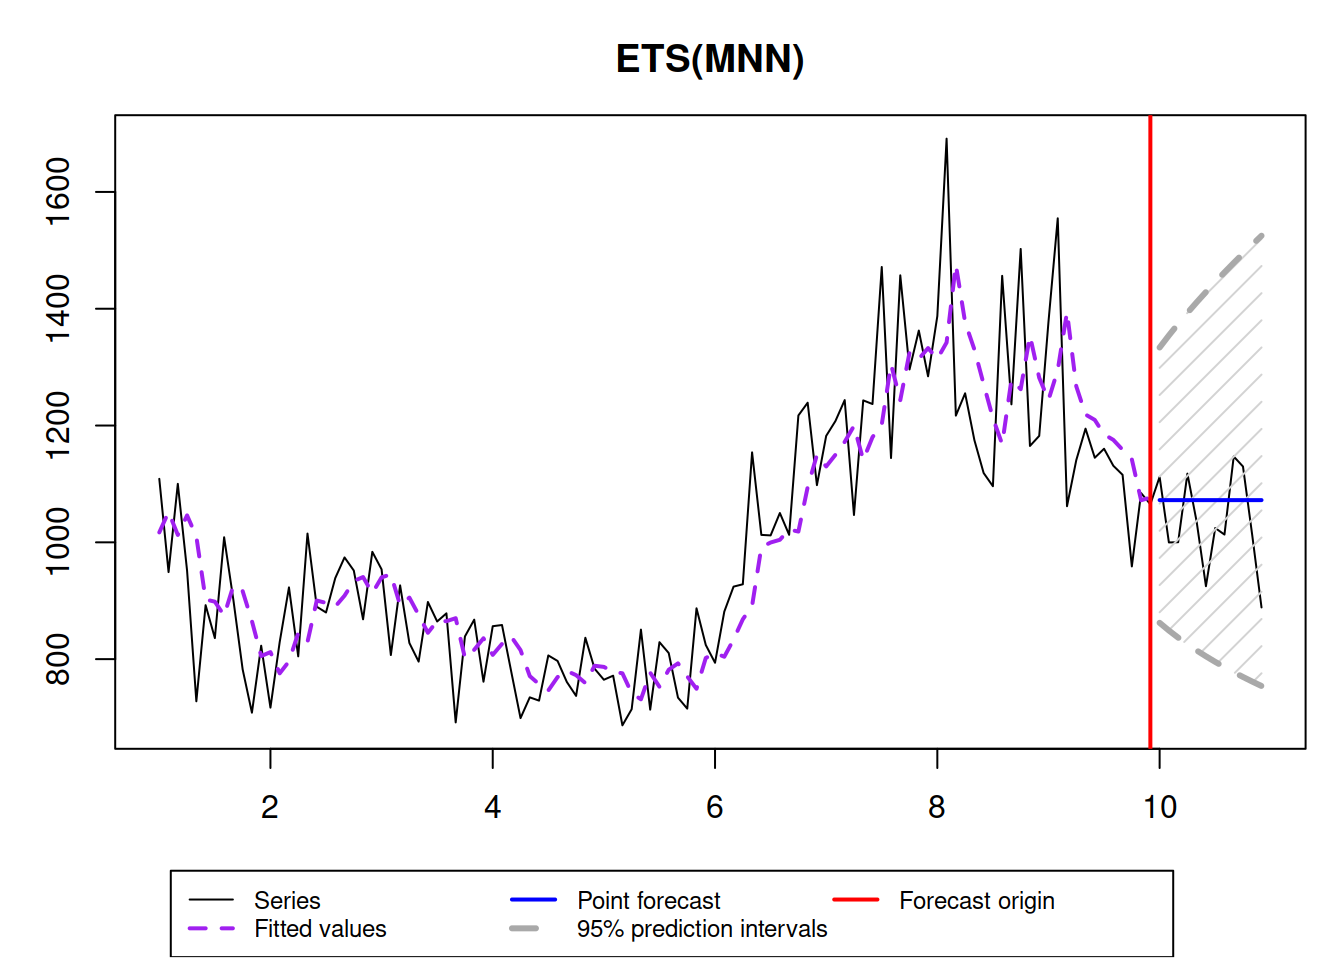 ETS(MNN)
1600
1400
1200
1000
800
2 4 6 8 10
Series Point forecast Forecast origin
Fitted values 95% prediction intervals